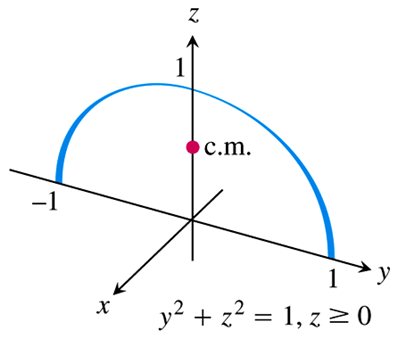 z
1
c.m.
−1
1
y
x
y² + z² = 1, z ≥ 0